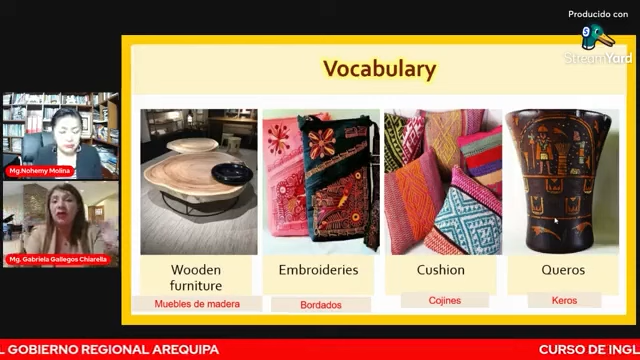 Producido con
StreamYard
Vocabulary
Mg.Nohemy Molina
Mg. Gabriela Gallegos Chiarella
Wooden
furniture
Embroideries
Cushion
Queros
Muebles de madera
Bordados
Cojines
Keros
L GOBIERNO REGIONAL AREQUIPA
CURSO DE INGL